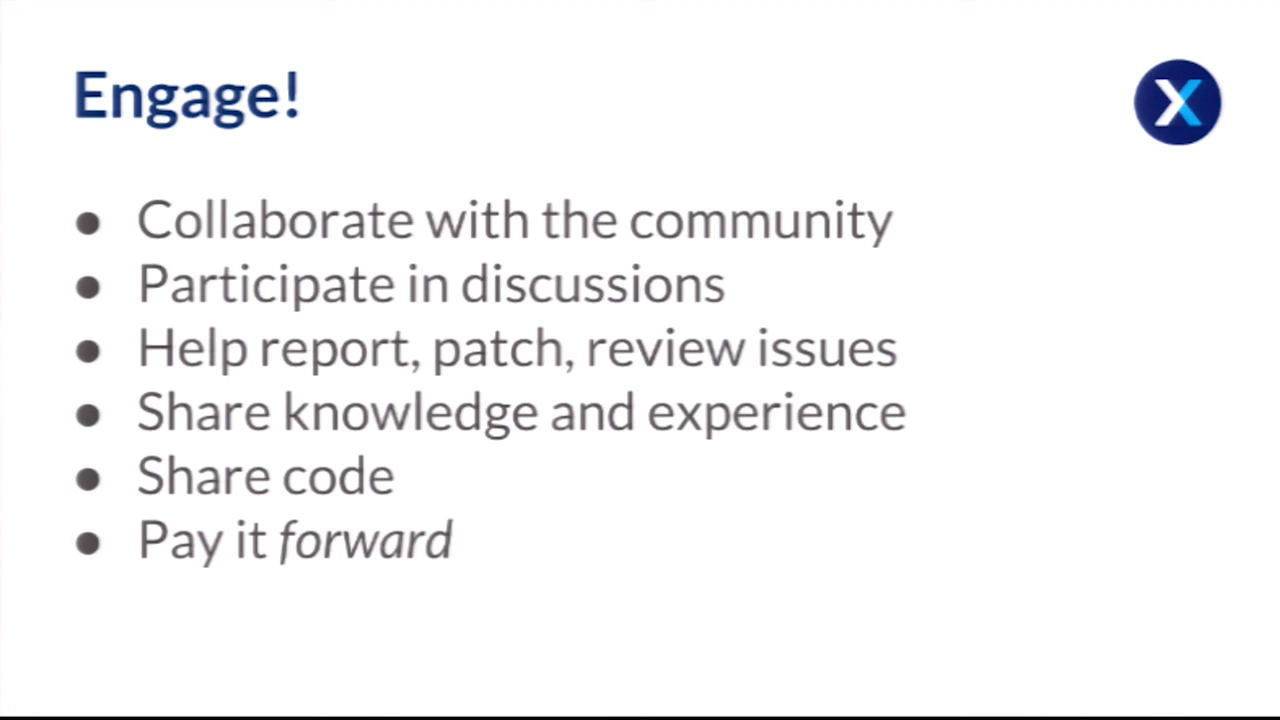 Engage!
X
● Collaborate with the community
● Participate in discussions
● Help report, patch, review issues
● Share knowledge and experience
● Share code
● Pay it forward